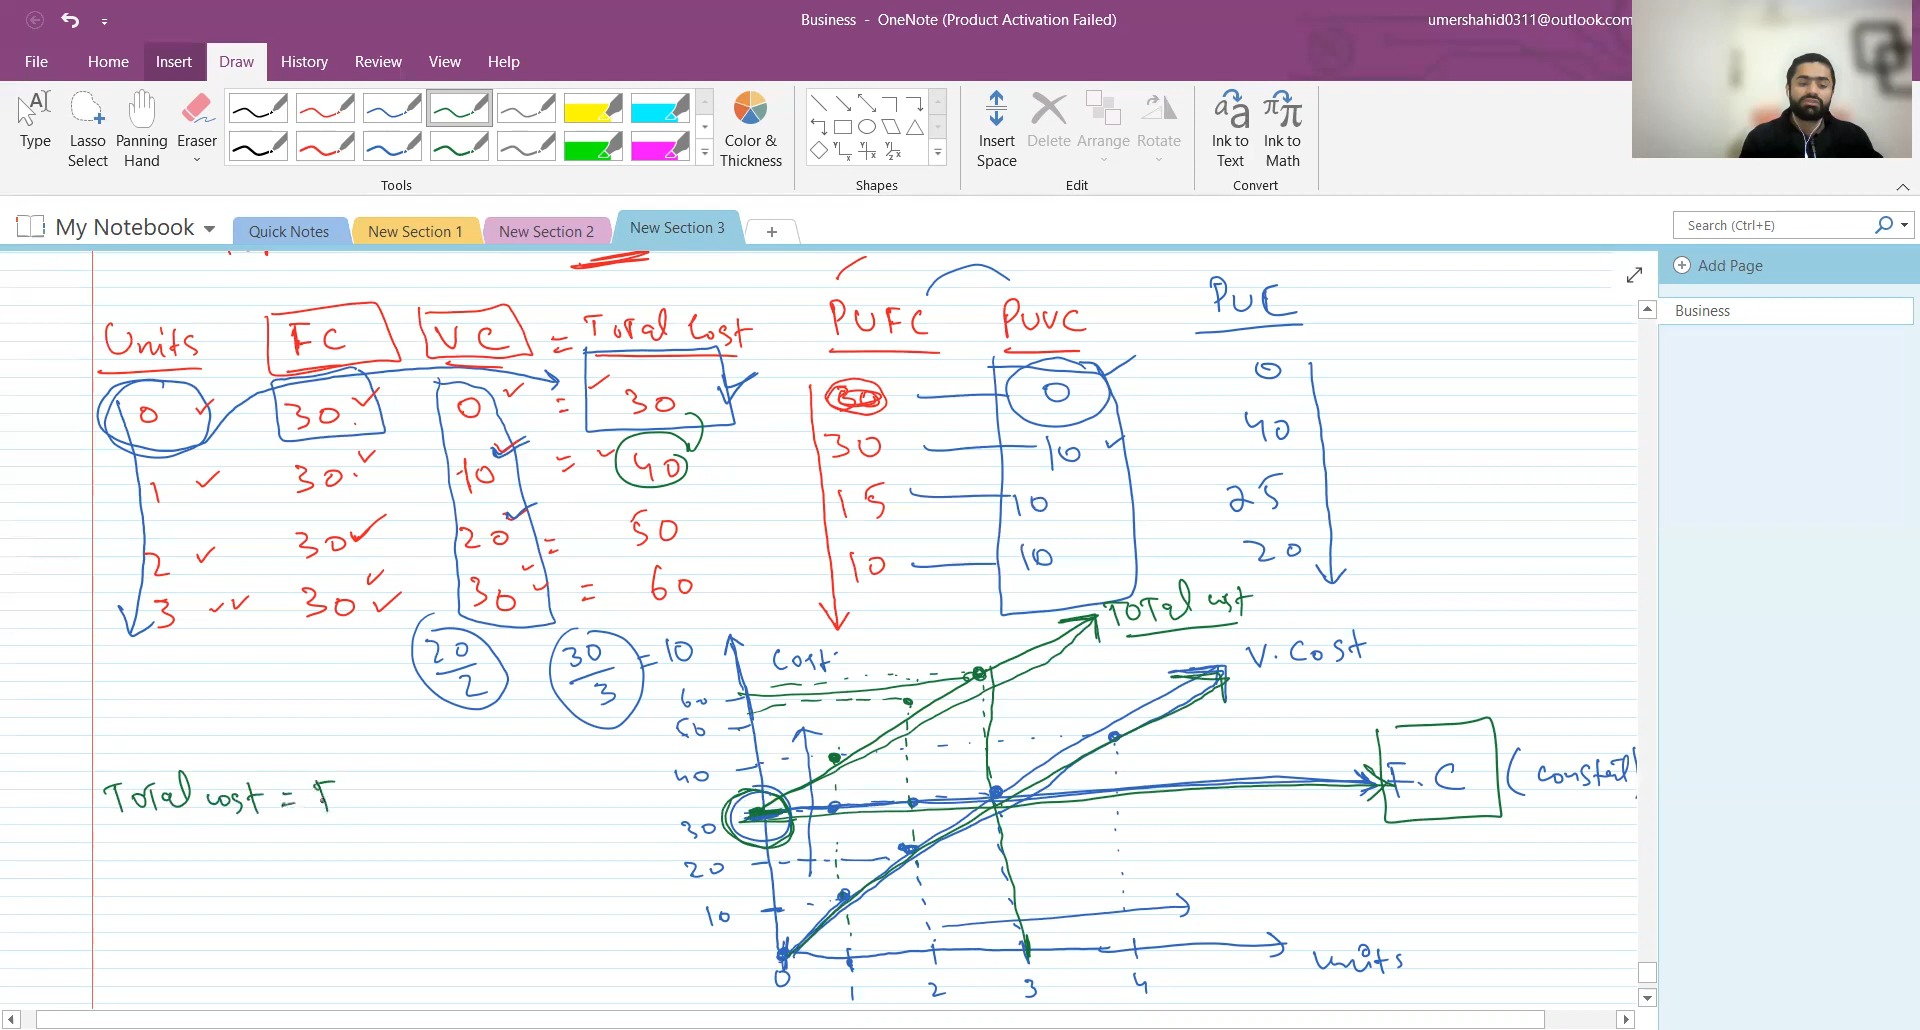 Business - OneNote (Product Activation Failed)
umershahid0311@outlook.com
File Home Insert Draw History Review View Help
Type
Lasso Select
Panning Hand
Eraser
Color & Thickness
Insert Space
Delete
Arrange
Rotate
Ink to Text
Ink to Math
Tools Shapes Edit Convert
My Notebook Quick Notes New Section 1 New Section 2 New Section 3
Search (Ctrl+E)
Add Page
Business
Units FC VC = Total Cost PUFC PUVC PUC
0 30 0 = 30 30 0 0
1 30 10 = 40 30 10 40
2 30 20 = 50 15 10 25
3 30 30 = 60 10 10 20
20/2 30/3 = 10
Cost
Total cost
V. Cost
F.C
60
50
40
30
20
10
0 1 2 3 4
units
Total cost = F